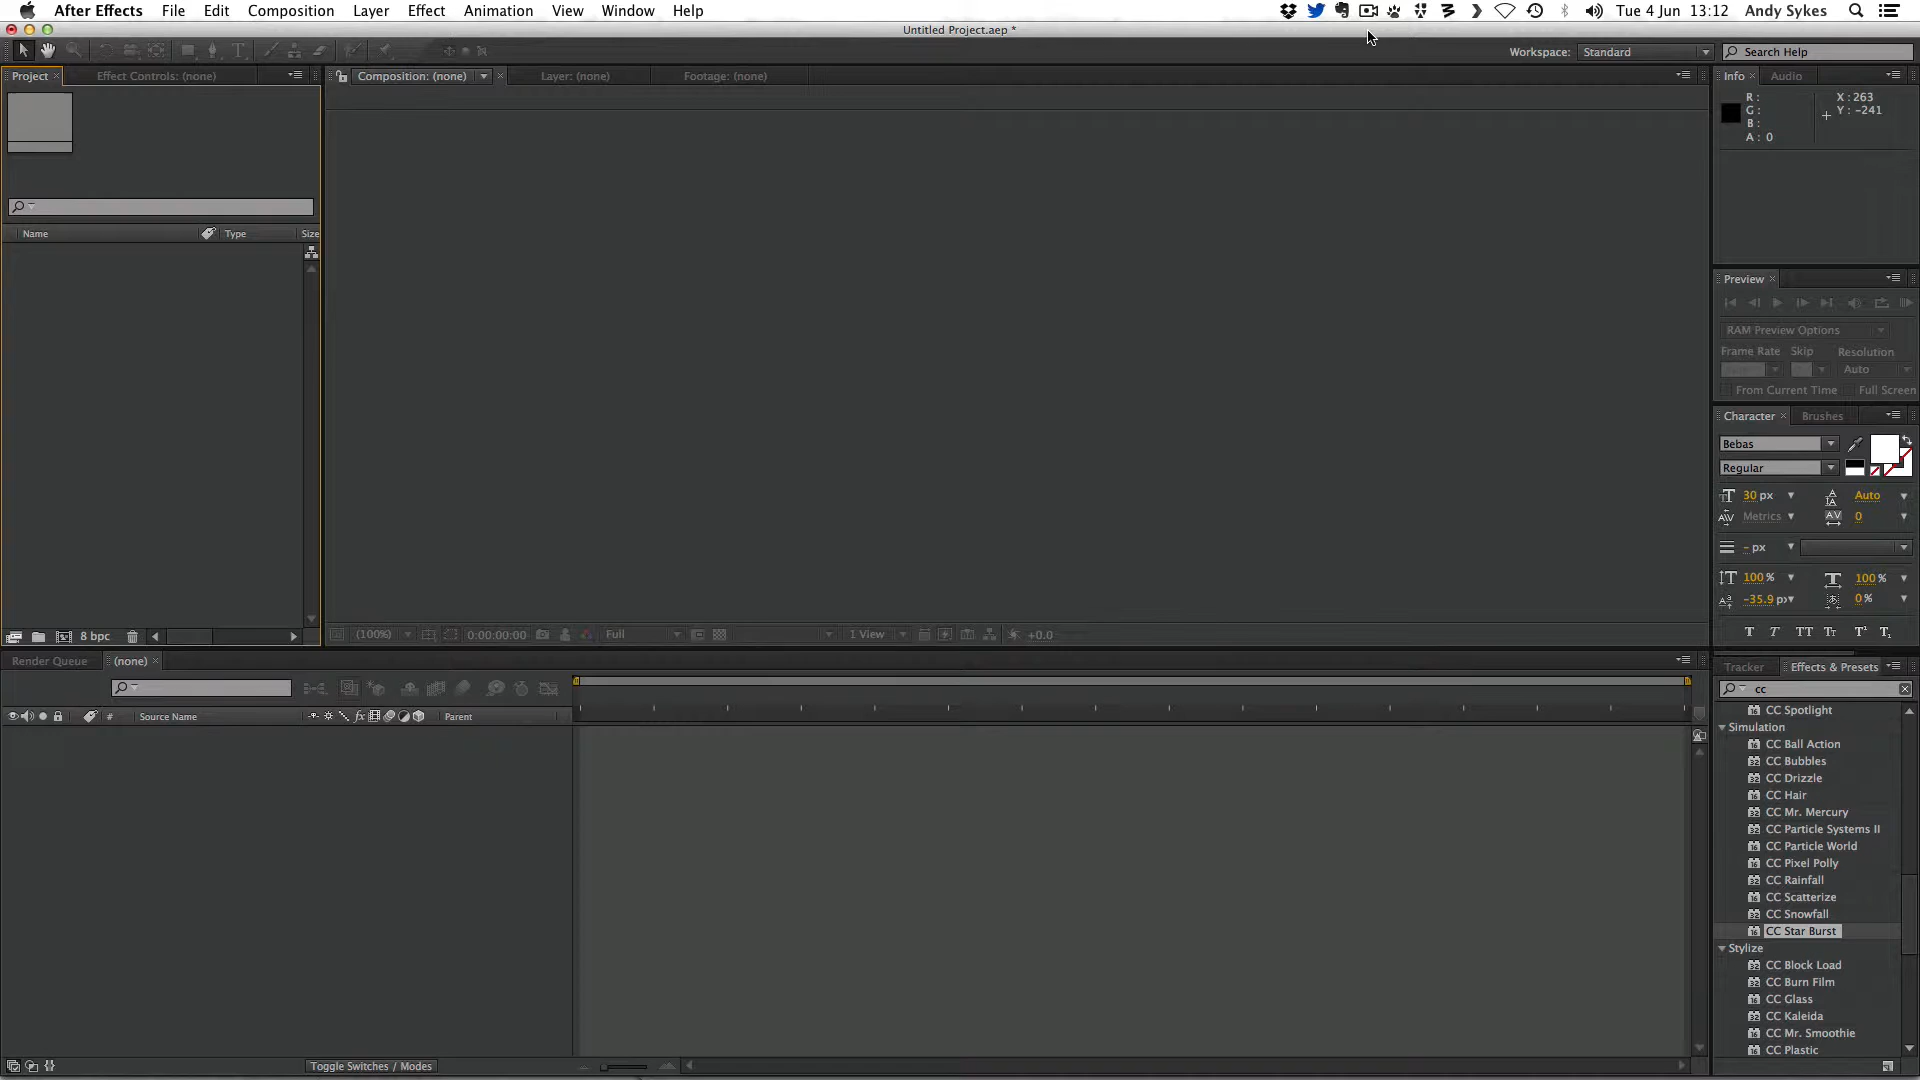 After Effects File Edit Composition Layer Effect Animation View Window Help Tue 4 Jun 13:12 Andy Sykes
Untitled Project.aep *
Workspace: Standard Search Help
Project Effect Controls: (none) Composition: (none) Layer: (none) Footage: (none) Info Audio
R :
G :
B :
A : 0
X : 263
Y : -241
Name Type Size
Preview
RAM Preview Options
Frame Rate Skip Resolution
Auto
From Current Time Full Screen
Character Brushes
Bebas
Regular
30 px Auto
Metrics 0
- px
100 % 100 %
-35.9 px 0 %
T T TT Tr T¹ T₁
8 bpc (100%) 0:00:00:00 Full 1 View +0.0
Render Queue (none)
Tracker Effects & Presets
cc
# Source Name fx Parent
CC Spotlight
Simulation
CC Ball Action
CC Bubbles
CC Drizzle
CC Hair
CC Mr. Mercury
CC Particle Systems II
CC Particle World
CC Pixel Polly
CC Rainfall
CC Scatterize
CC Snowfall
CC Star Burst
Stylize
CC Block Load
CC Burn Film
CC Glass
CC Kaleida
CC Mr. Smoothie
CC Plastic
Toggle Switches / Modes